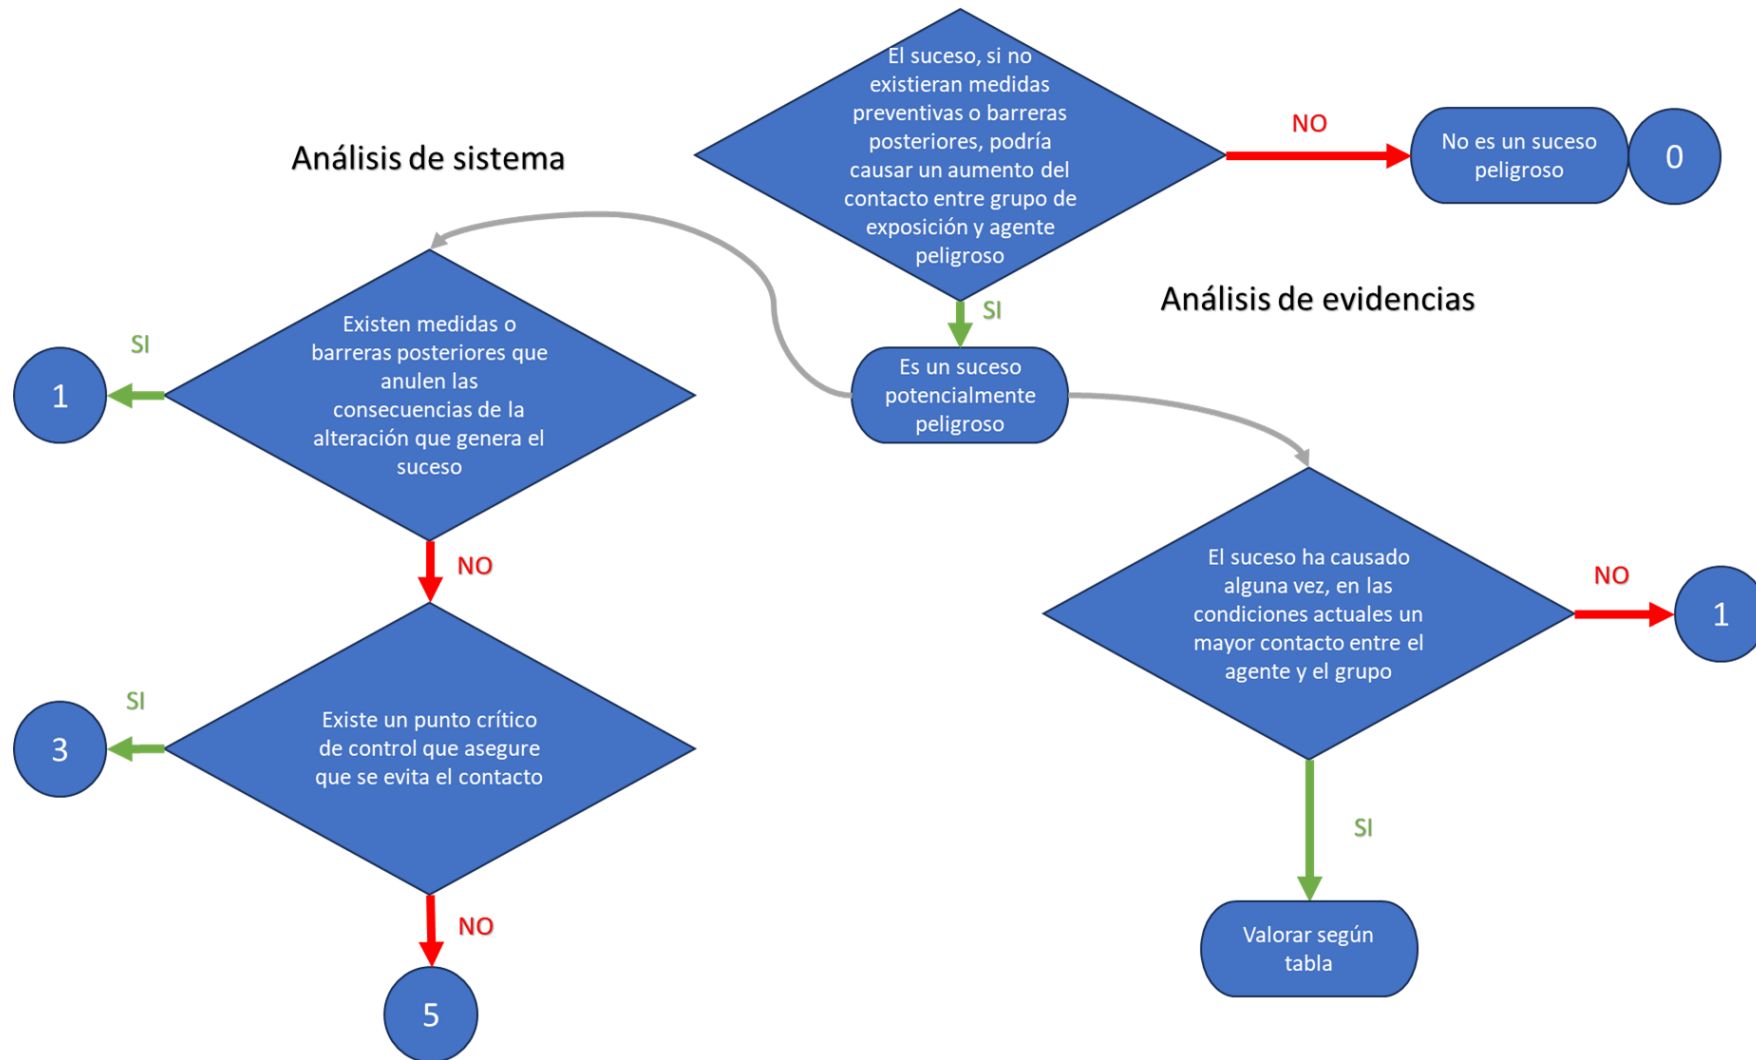 El suceso, si no
existieran medidas
preventivas o barreras
posteriores, podría
causar un aumento del
contacto entre grupo de
exposición y agente
peligroso
NO
No es un suceso
peligroso
0
Análisis de sistema
SI
Análisis de evidencias
Es un suceso
potencialmente
peligroso
Existen medidas o
barreras posteriores que
anulen las
consecuencias de la
alteración que genera el
suceso
SI
1
NO
El suceso ha causado
alguna vez, en las
condiciones actuales un
mayor contacto entre el
agente y el grupo
NO
1
Existe un punto crítico
de control que asegure
que se evita el contacto
SI
3
NO
5
SI
Valorar según
tabla